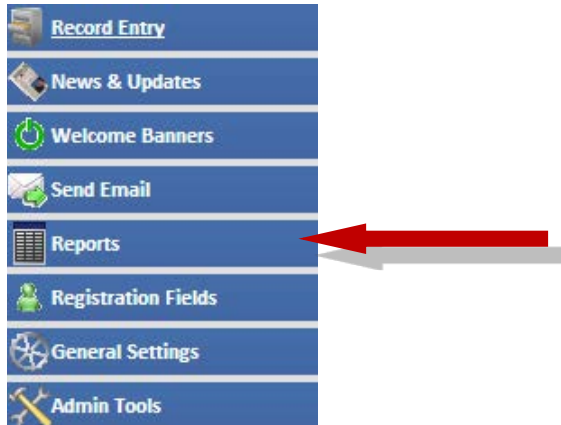 Record Entry
News & Updates
Welcome Banners
Send Email
Reports
Registration Fields
General Settings
Admin Tools